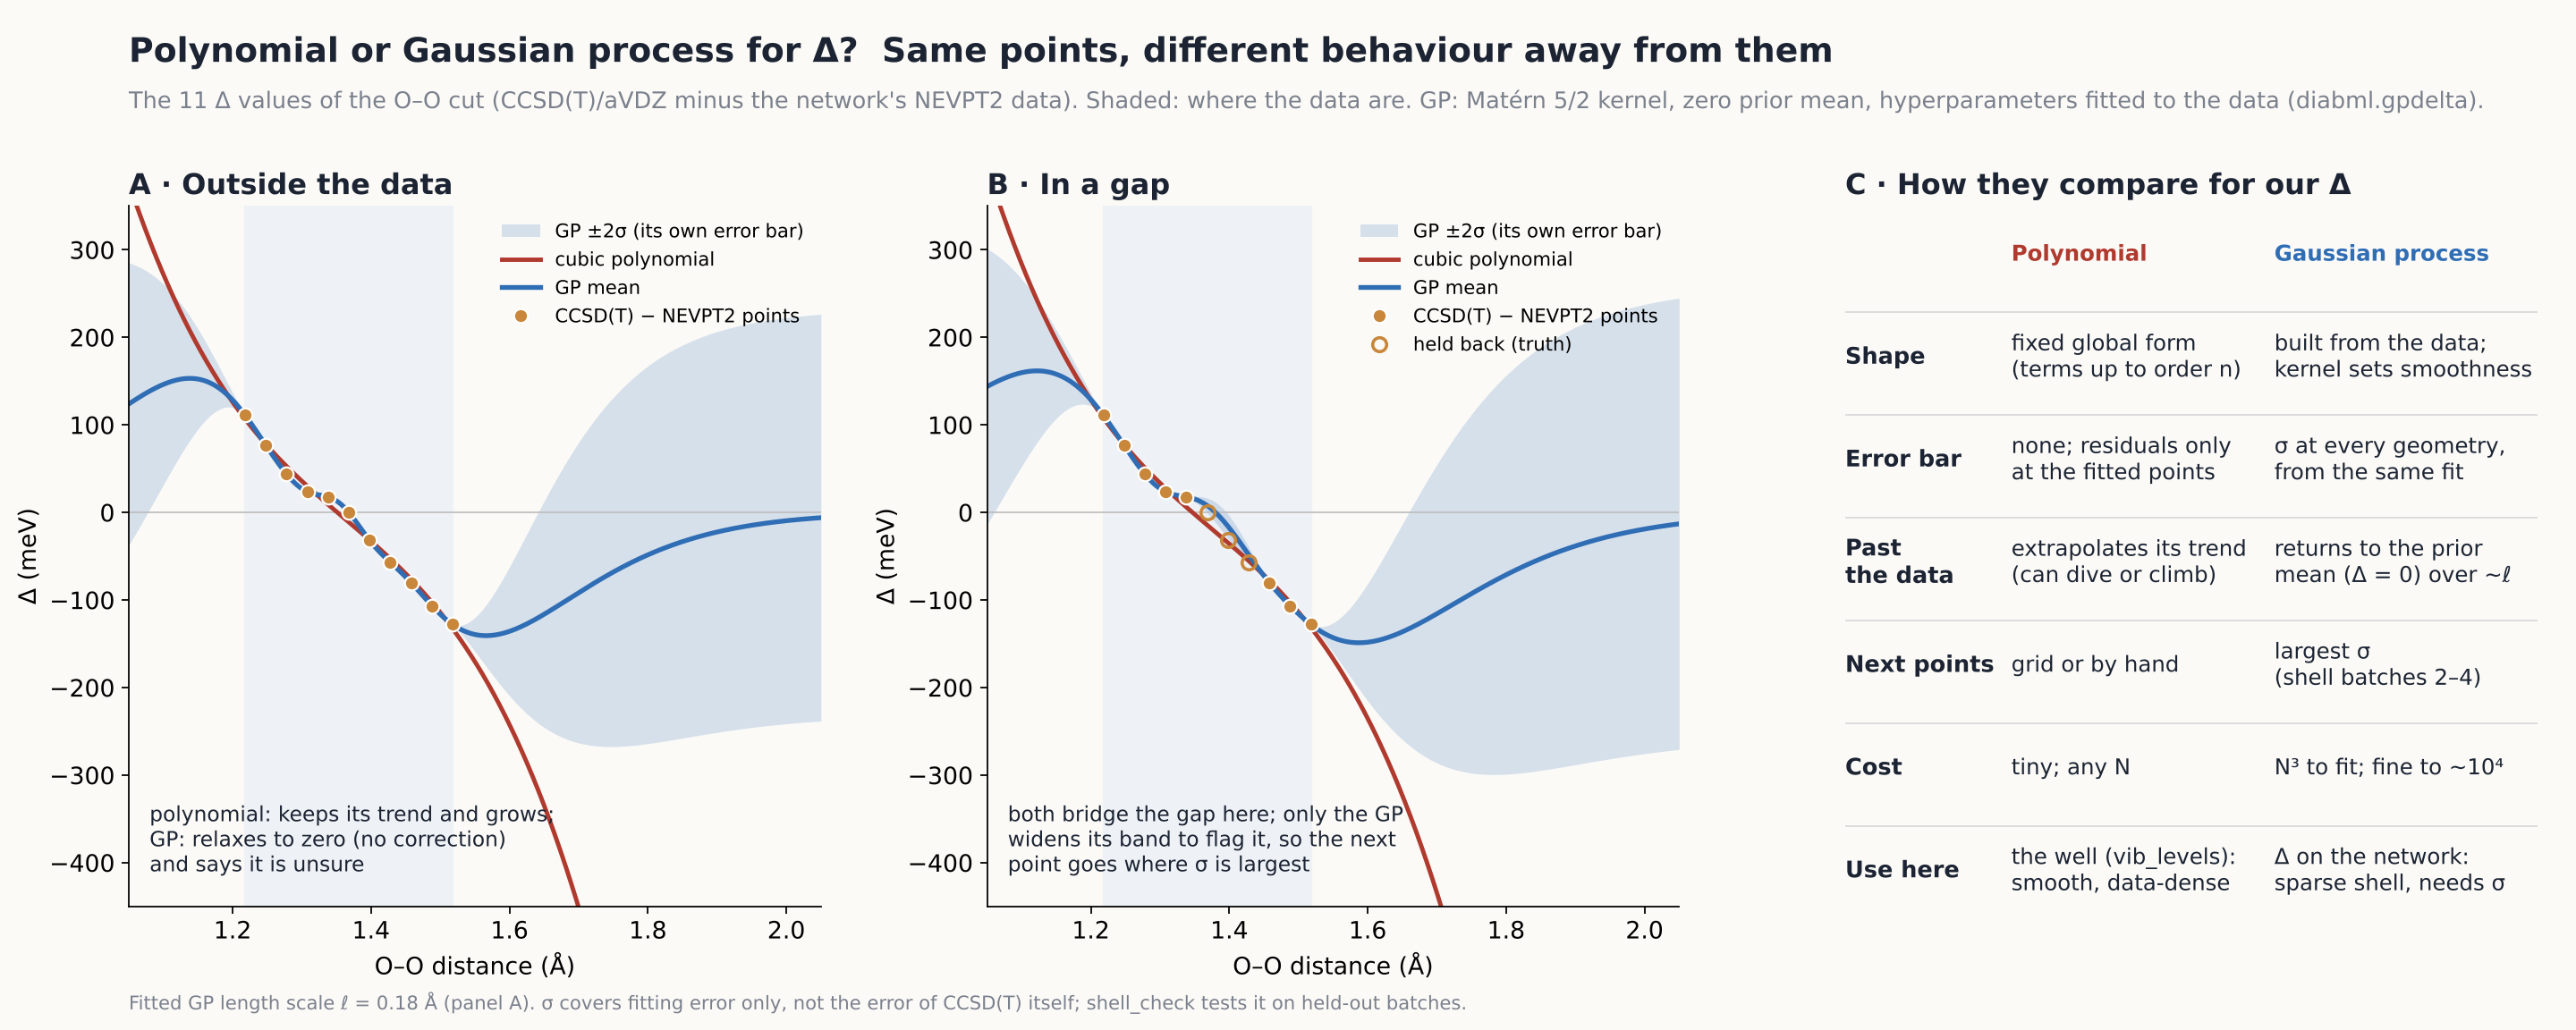 Polynomial or Gaussian process for Δ?  Same points, different behaviour away from them
The 11 Δ values of the O–O cut (CCSD(T)/aVDZ minus the network's NEVPT2 data). Shaded: where the data are. GP: Matérn 5/2 kernel, zero prior mean, hyperparameters fitted to the data (diabml.gpdelta).
A · Outside the data
GP ±2σ (its own error bar)
cubic polynomial
GP mean
CCSD(T) − NEVPT2 points
300
200
100
0
−100
−200
−300
−400
Δ (meV)
polynomial: keeps its trend and grows;
GP: relaxes to zero (no correction)
and says it is unsure
1.2 1.4 1.6 1.8 2.0
O–O distance (Å)
B · In a gap
GP ±2σ (its own error bar)
cubic polynomial
GP mean
CCSD(T) − NEVPT2 points
held back (truth)
300
200
100
0
−100
−200
−300
−400
Δ (meV)
both bridge the gap here; only the GP
widens its band to flag it, so the next
point goes where σ is largest
1.2 1.4 1.6 1.8 2.0
O–O distance (Å)
C · How they compare for our Δ
Polynomial
Gaussian process
Shape
fixed global form
(terms up to order n)
built from the data;
kernel sets smoothness
Error bar
none; residuals only
at the fitted points
σ at every geometry,
from the same fit
Past
the data
extrapolates its trend
(can dive or climb)
returns to the prior
mean (Δ = 0) over ~ℓ
Next points
grid or by hand
largest σ
(shell batches 2–4)
Cost
tiny; any N
N³ to fit; fine to ~10⁴
Use here
the well (vib_levels):
smooth, data-dense
Δ on the network:
sparse shell, needs σ
Fitted GP length scale ℓ = 0.18 Å (panel A). σ covers fitting error only, not the error of CCSD(T) itself; shell_check tests it on held-out batches.